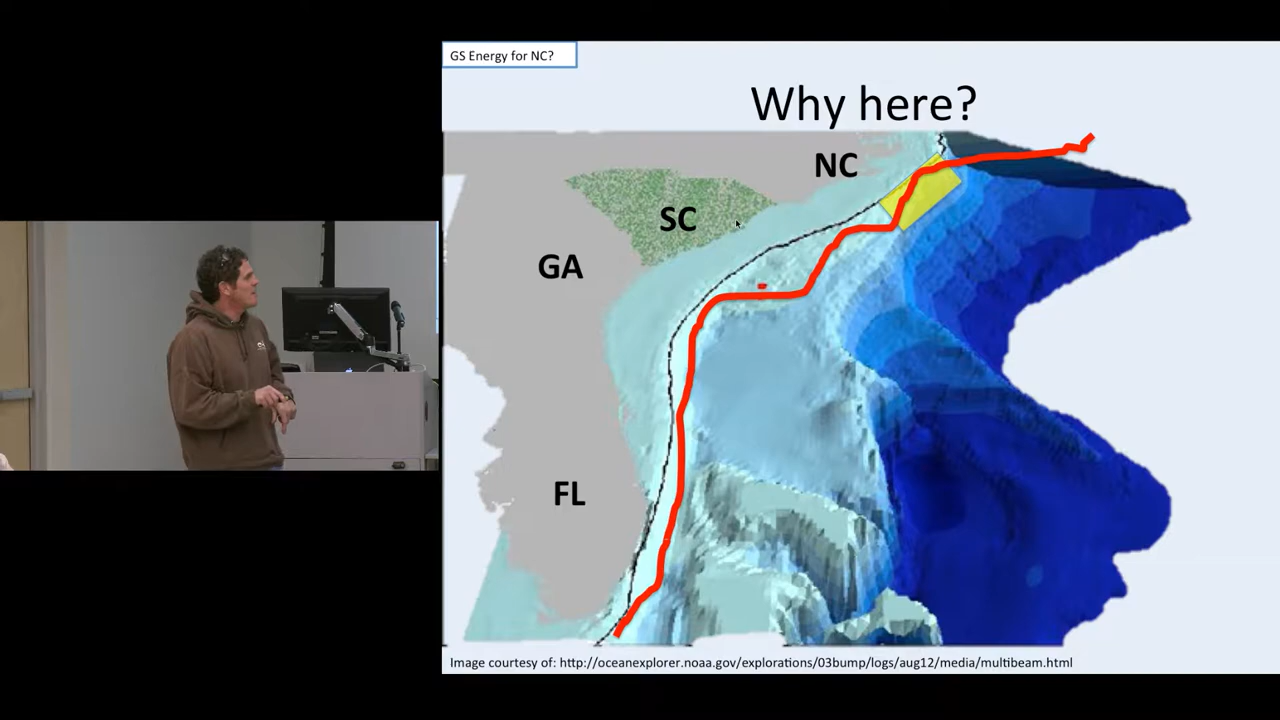 GS Energy for NC?
Why here?
NC
SC
GA
FL
Image courtesy of: http://oceanexplorer.noaa.gov/explorations/03bump/logs/aug12/media/multibeam.html